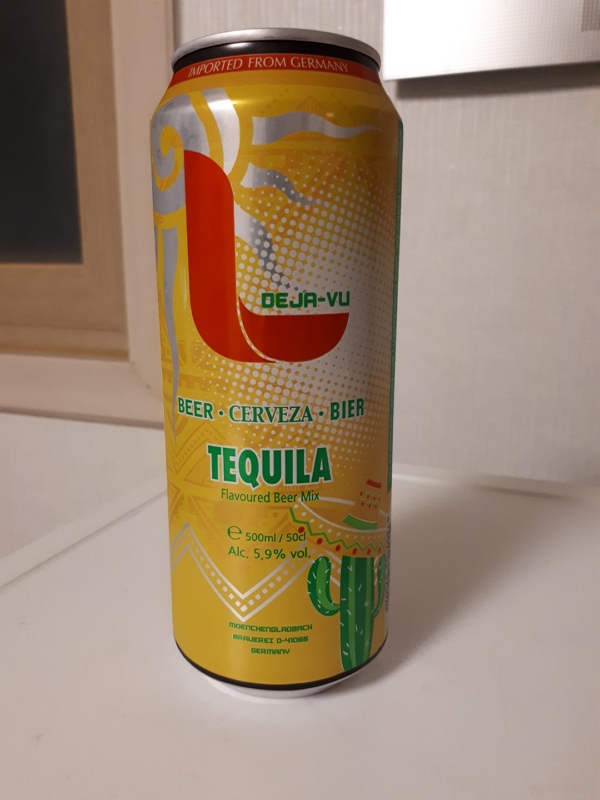 IMPORTED FROM GERMANY
DEJA-VU
BEER • CERVEZA • BIER
TEQUILA
Flavoured Beer Mix
℮ 500ml / 50cl
Alc. 5,9% vol.
MOENCHENGLADBACH
BRAUEREI D-41066
GERMANY